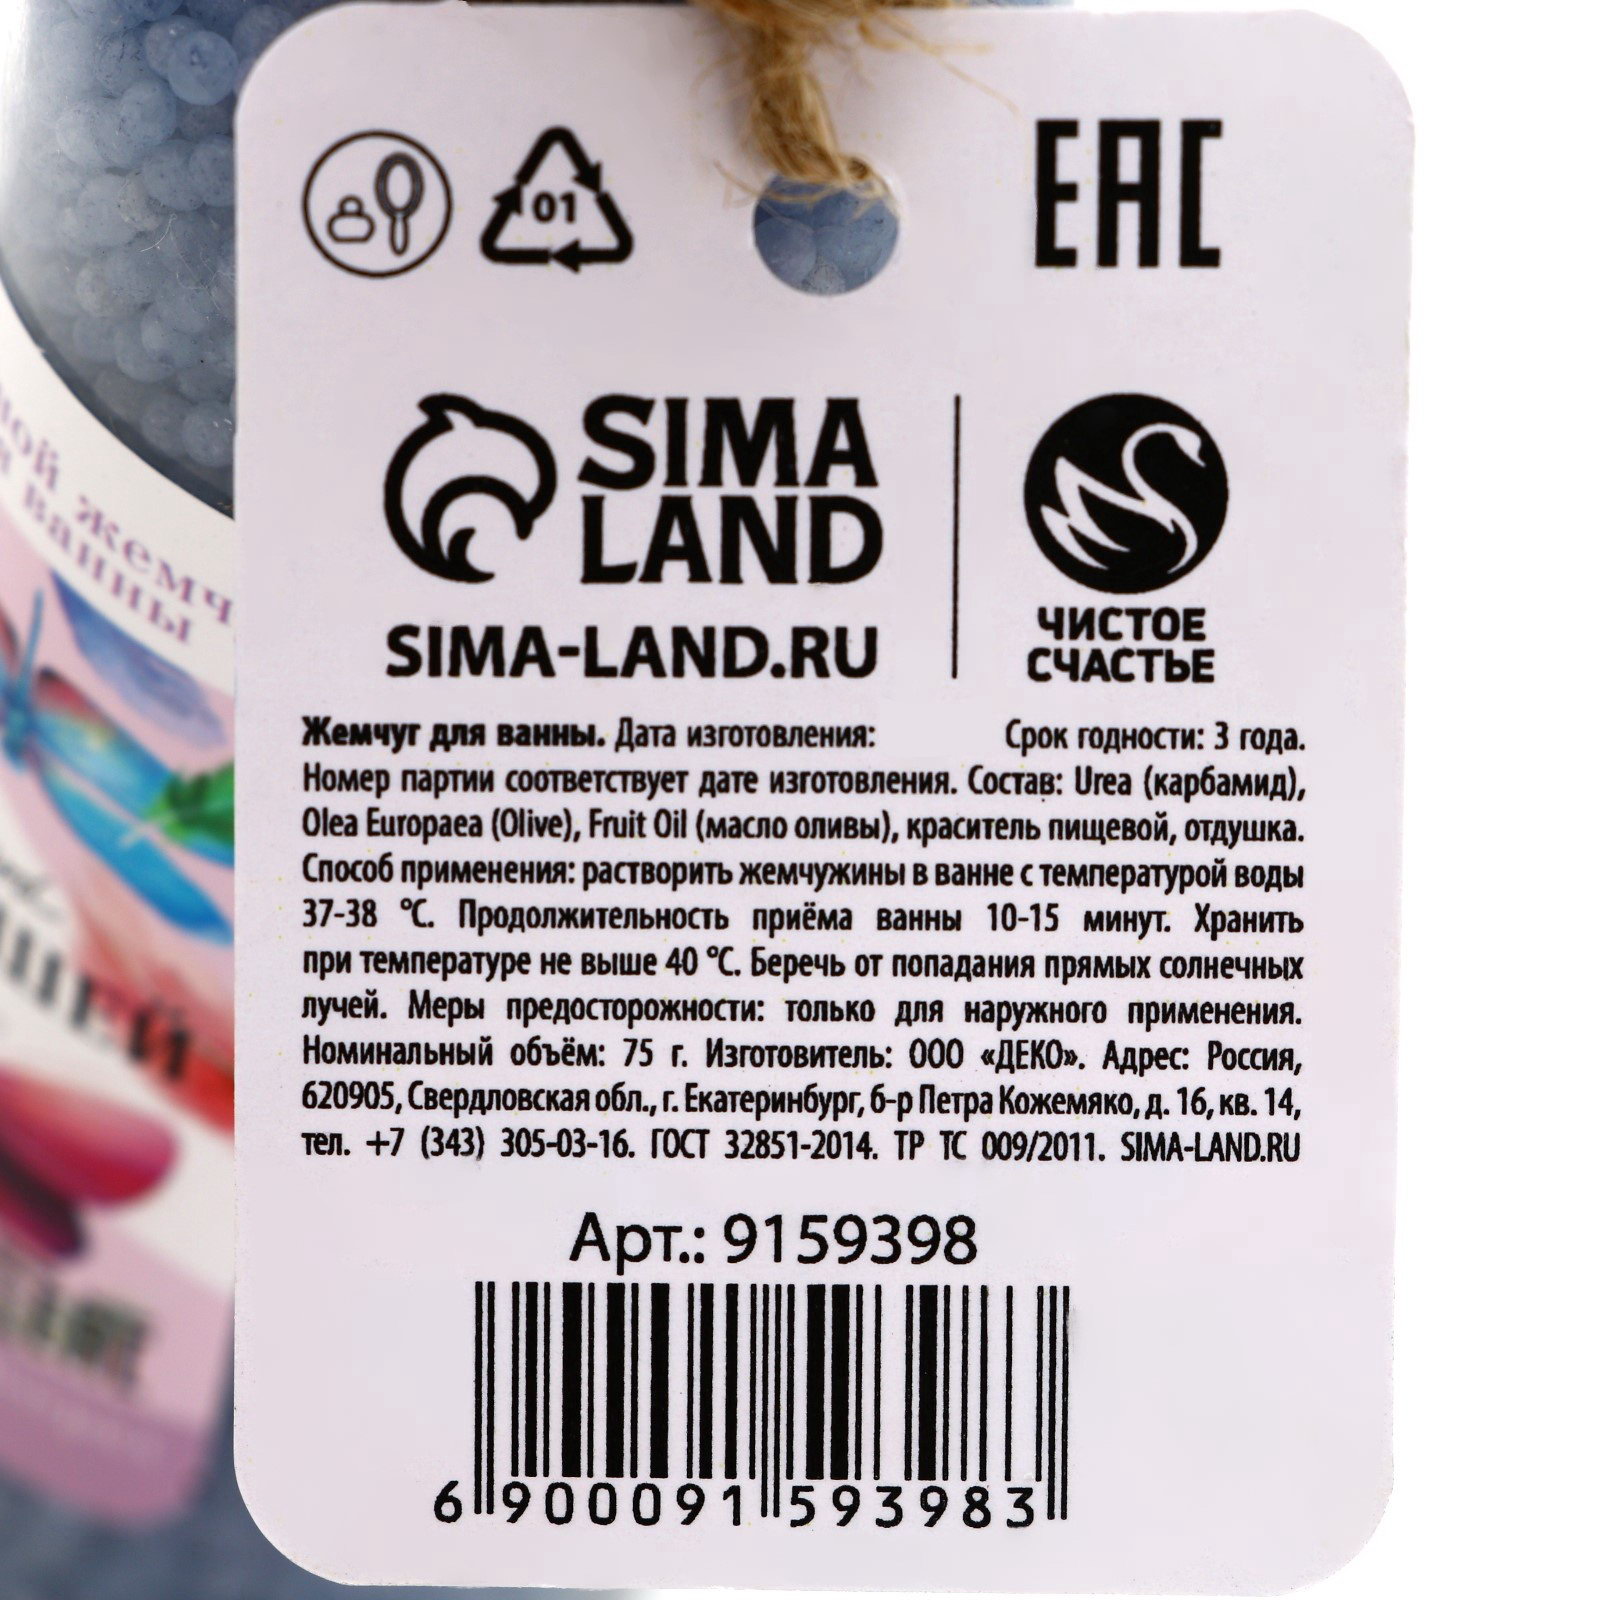 01
EAC
SIMA
LAND
SIMA-LAND.RU
ЧИСТОЕ
СЧАСТЬЕ
Жемчуг для ванны. Дата изготовления: Срок годности: 3 года.
Номер партии соответствует дате изготовления. Состав: Urea (карбамид),
Olea Europaea (Olive), Fruit Oil (масло оливы), краситель пищевой, отдушка.
Способ применения: растворить жемчужины в ванне с температурой воды
37-38 °С. Продолжительность приёма ванны 10-15 минут. Хранить
при температуре не выше 40 °С. Беречь от попадания прямых солнечных
лучей. Меры предосторожности: только для наружного применения.
Номинальный объём: 75 г. Изготовитель: ООО «ДЕКО». Адрес: Россия,
620905, Свердловская обл., г. Екатеринбург, б-р Петра Кожемяко, д. 16, кв. 14,
тел. +7 (343) 305-03-16. ГОСТ 32851-2014. ТР ТС 009/2011. SIMA-LAND.RU
Арт.: 9159398
6 900091 593983
жемч
ванны